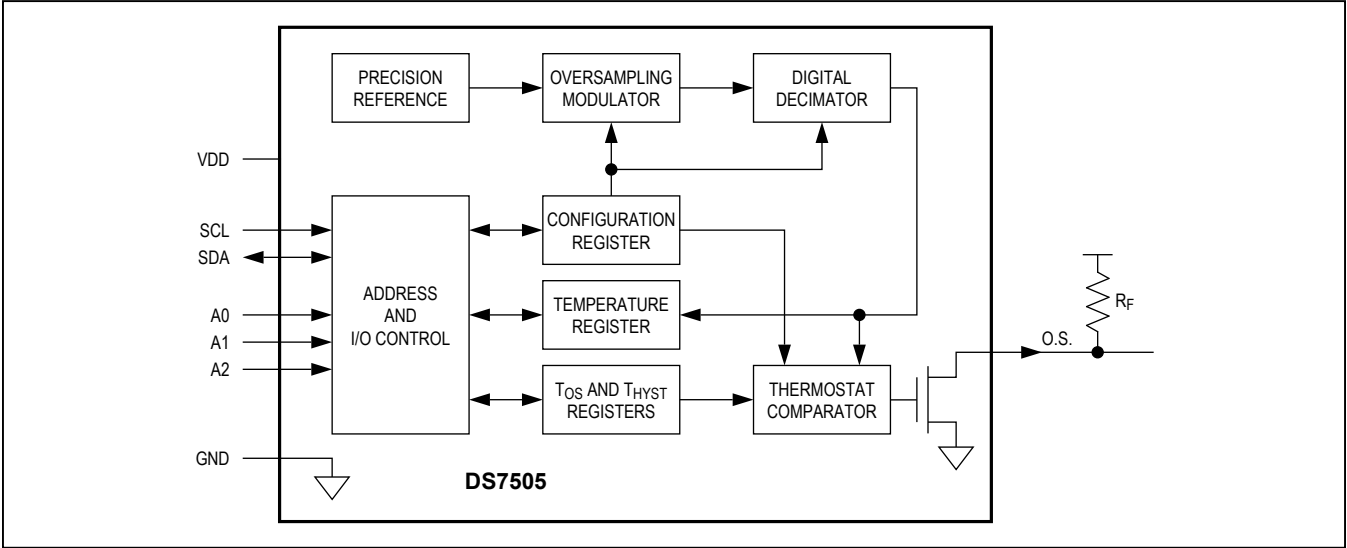 PRECISION
REFERENCE
OVERSAMPLING
MODULATOR
DIGITAL
DECIMATOR
VDD
SCL
SDA
A0
A1
A2
GND
ADDRESS
AND
I/O CONTROL
CONFIGURATION
REGISTER
TEMPERATURE
REGISTER
TOS AND THYST
REGISTERS
THERMOSTAT
COMPARATOR
O.S.
RF
DS7505